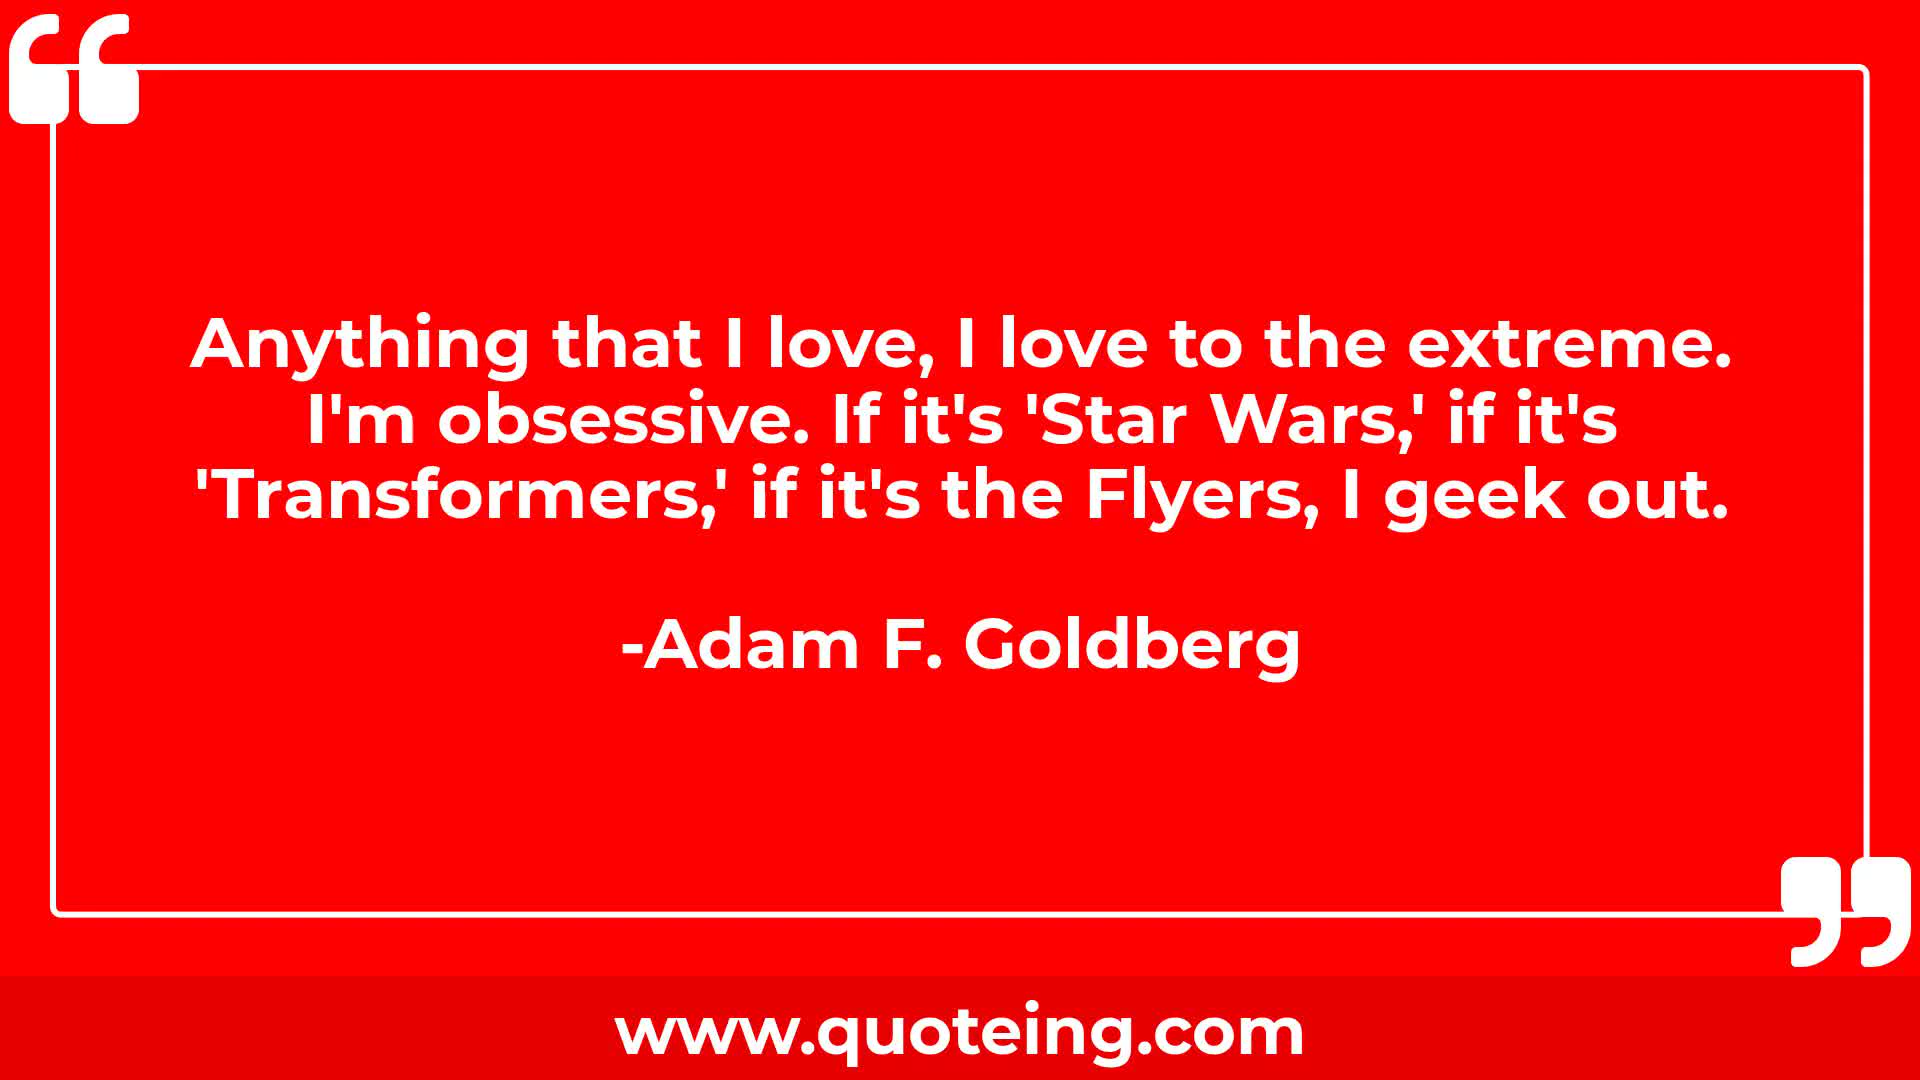 Anything that I love, I love to the extreme.
I'm obsessive. If it's 'Star Wars,' if it's
'Transformers,' if it's the Flyers, I geek out.
-Adam F. Goldberg
www.quoteing.com